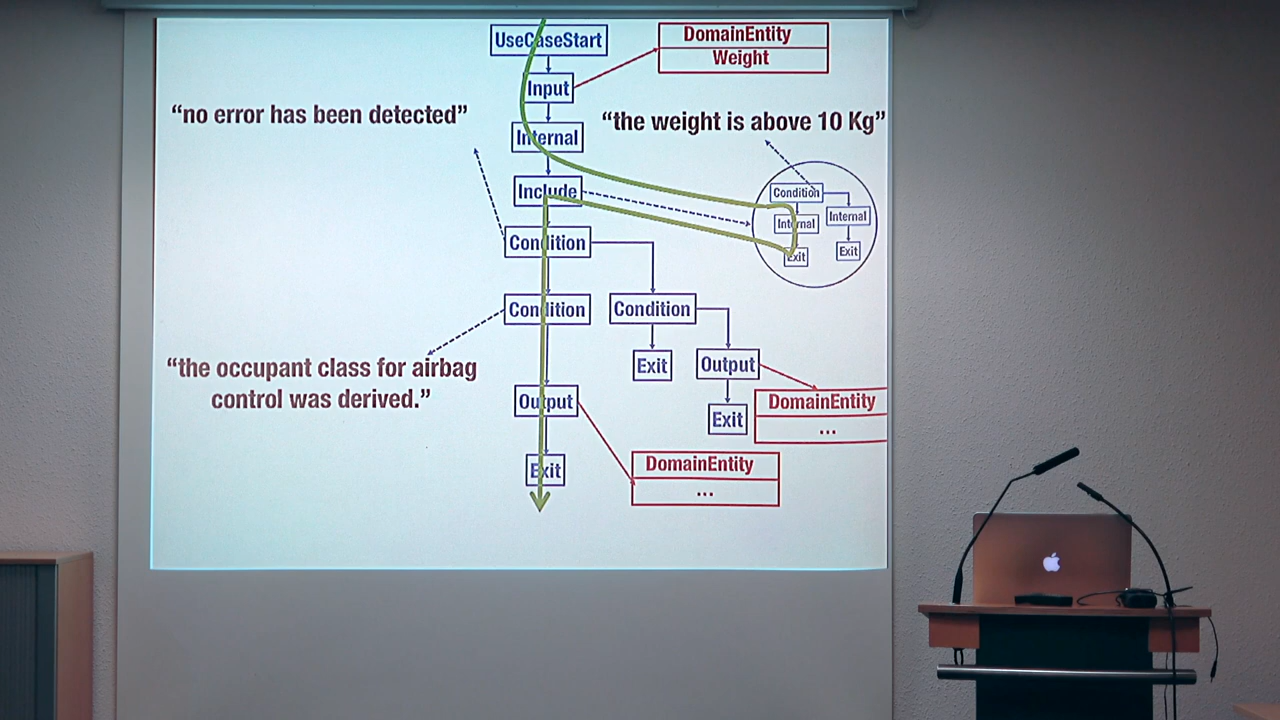 UseCaseStart
DomainEntity
Weight
Input
“no error has been detected”
“the weight is above 10 Kg”
Internal
Include
Condition
Internal
Internal
Exit
Exit
Condition
Condition
Condition
“the occupant class for airbag
control was derived.”
Exit
Output
DomainEntity
...
Exit
Output
DomainEntity
...
Exit